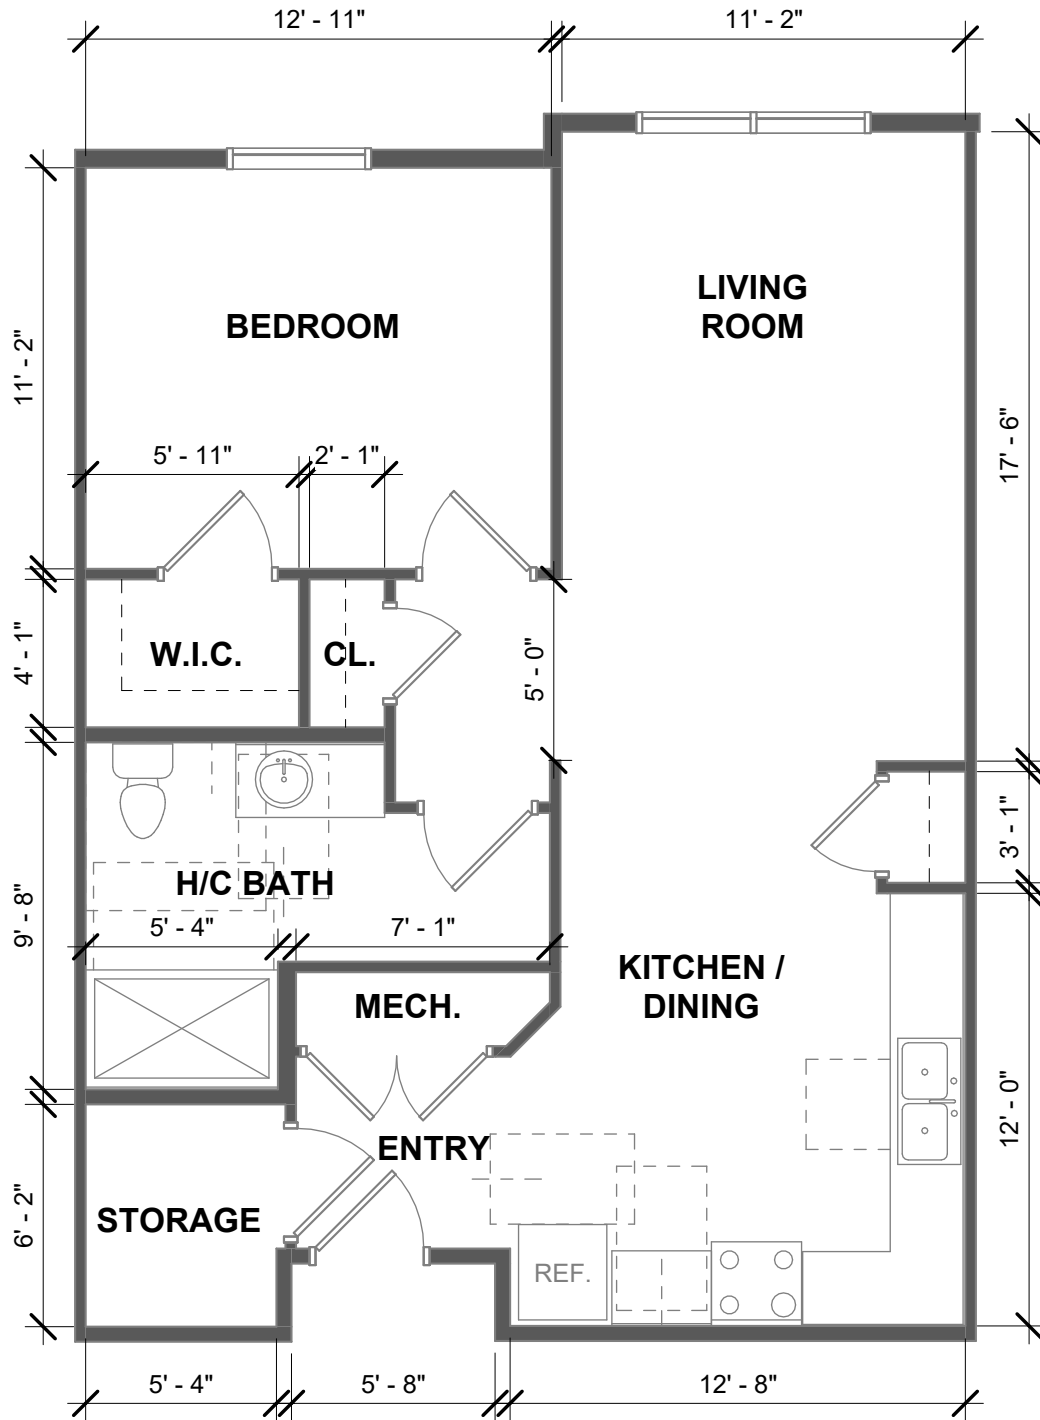 12' - 11"
11' - 2"
LIVING
ROOM
BEDROOM
11' - 2"
17' - 6"
5' - 11"
2' - 1"
W.I.C.
CL.
4' - 1"
5' - 0"
3' - 1"
H/C BATH
9' - 8"
5' - 4"
7' - 1"
KITCHEN /
DINING
MECH.
12' - 0"
ENTRY
STORAGE
6' - 2"
REF.
5' - 4"
5' - 8"
12' - 8"